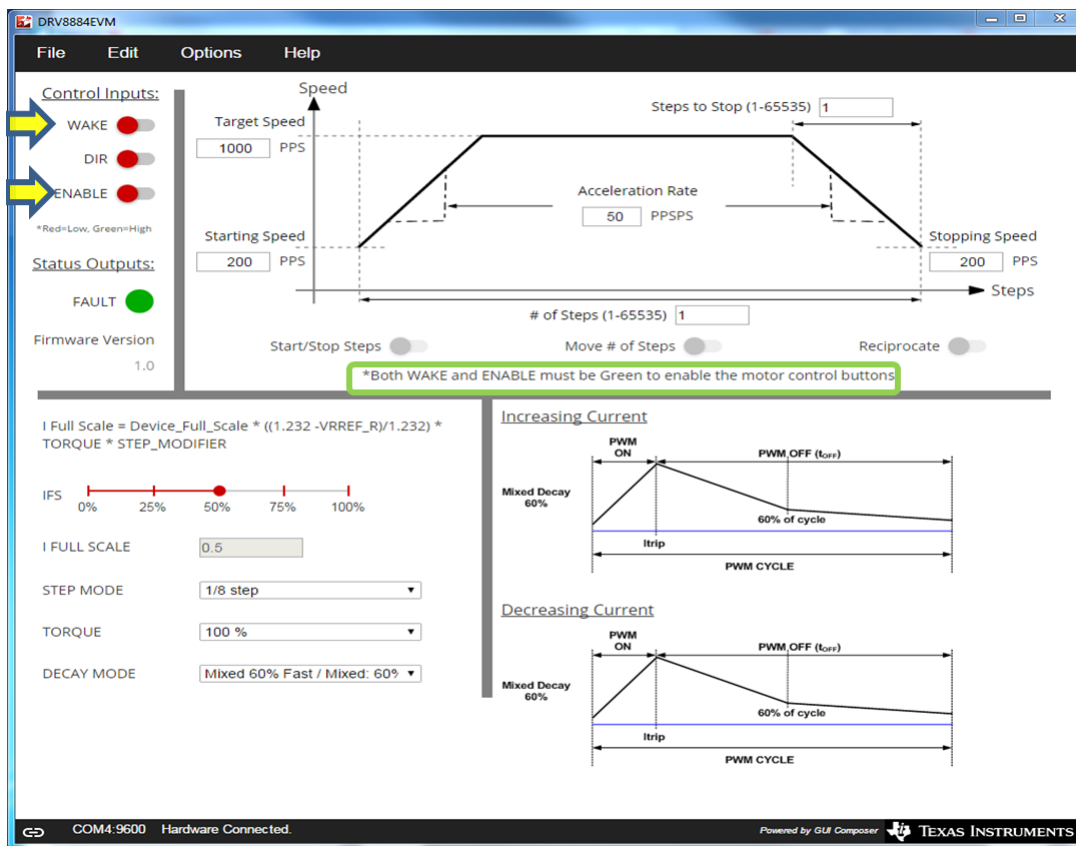 DRV8884EVM
File Edit Options Help
Control Inputs:
WAKE
DIR
ENABLE
*Red=Low, Green=High
Status Outputs:
FAULT
Firmware Version
1.0
Speed
Target Speed
1000 PPS
Starting Speed
200 PPS
Steps to Stop (1-65535) 1
Acceleration Rate
50 PPSPS
Stopping Speed
200 PPS
Steps
# of Steps (1-65535) 1
Start/Stop Steps Move # of Steps Reciprocate
*Both WAKE and ENABLE must be Green to enable the motor control buttons
I Full Scale = Device_Full_Scale * ((1.232 -VRREF_R)/1.232) *
TORQUE * STEP_MODIFIER
IFS
0% 25% 50% 75% 100%
I FULL SCALE 0.5
STEP MODE 1/8 step
TORQUE 100 %
DECAY MODE Mixed 60% Fast / Mixed: 60%
Increasing Current
PWM
ON
PWM OFF (tOFF)
Mixed Decay
60%
60% of cycle
Itrip
PWM CYCLE
Decreasing Current
PWM
ON
PWM OFF (tOFF)
Mixed Decay
60%
60% of cycle
Itrip
PWM CYCLE
COM4:9600 Hardware Connected.
Powered by GUI Composer TEXAS INSTRUMENTS